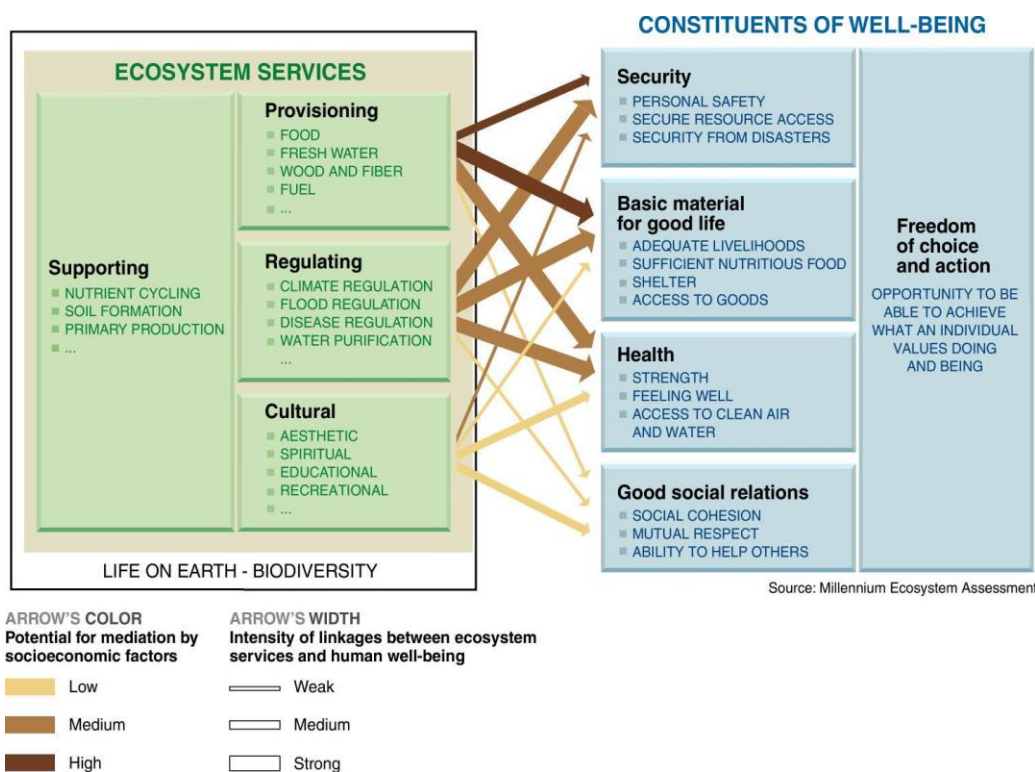 CONSTITUENTS OF WELL-BEING
ECOSYSTEM SERVICES
Supporting
NUTRIENT CYCLING
SOIL FORMATION
PRIMARY PRODUCTION
...
Provisioning
FOOD
FRESH WATER
WOOD AND FIBER
FUEL
...
Regulating
CLIMATE REGULATION
FLOOD REGULATION
DISEASE REGULATION
WATER PURIFICATION
...
Cultural
AESTHETIC
SPIRITUAL
EDUCATIONAL
RECREATIONAL
...
LIFE ON EARTH - BIODIVERSITY
Security
PERSONAL SAFETY
SECURE RESOURCE ACCESS
SECURITY FROM DISASTERS
Basic material
for good life
ADEQUATE LIVELIHOODS
SUFFICIENT NUTRITIOUS FOOD
SHELTER
ACCESS TO GOODS
Health
STRENGTH
FEELING WELL
ACCESS TO CLEAN AIR
AND WATER
Good social relations
SOCIAL COHESION
MUTUAL RESPECT
ABILITY TO HELP OTHERS
Freedom
of choice
and action
OPPORTUNITY TO BE
ABLE TO ACHIEVE
WHAT AN INDIVIDUAL
VALUES DOING
AND BEING
Source: Millennium Ecosystem Assessment
ARROW'S COLOR
Potential for mediation by
socioeconomic factors
Low
Medium
High
ARROW'S WIDTH
Intensity of linkages between ecosystem
services and human well-being
Weak
Medium
Strong